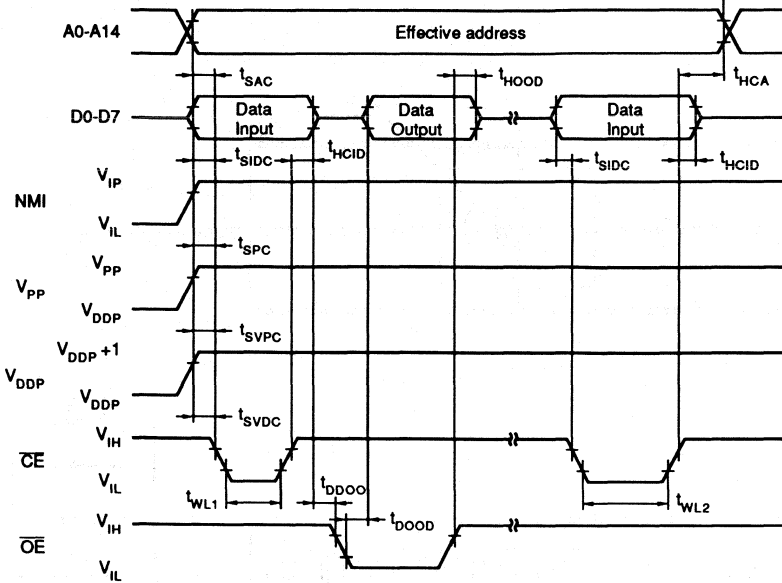 A0-A14
Effective address
tSAC
tHOOD
tHCA
D0-D7
Data
Input
Data
Output
Data
Input
tSIDC
tHCID
tSIDC
tHCID
NMI
VIP
VIL
tSPC
VPP
VPP
VDDP
tSVPC
VDDP
VDDP +1
VDDP
tSVDC
CE
VIH
VIL
tWL1
tDDOO
tWL2
OE
VIH
tDOOD
VIL